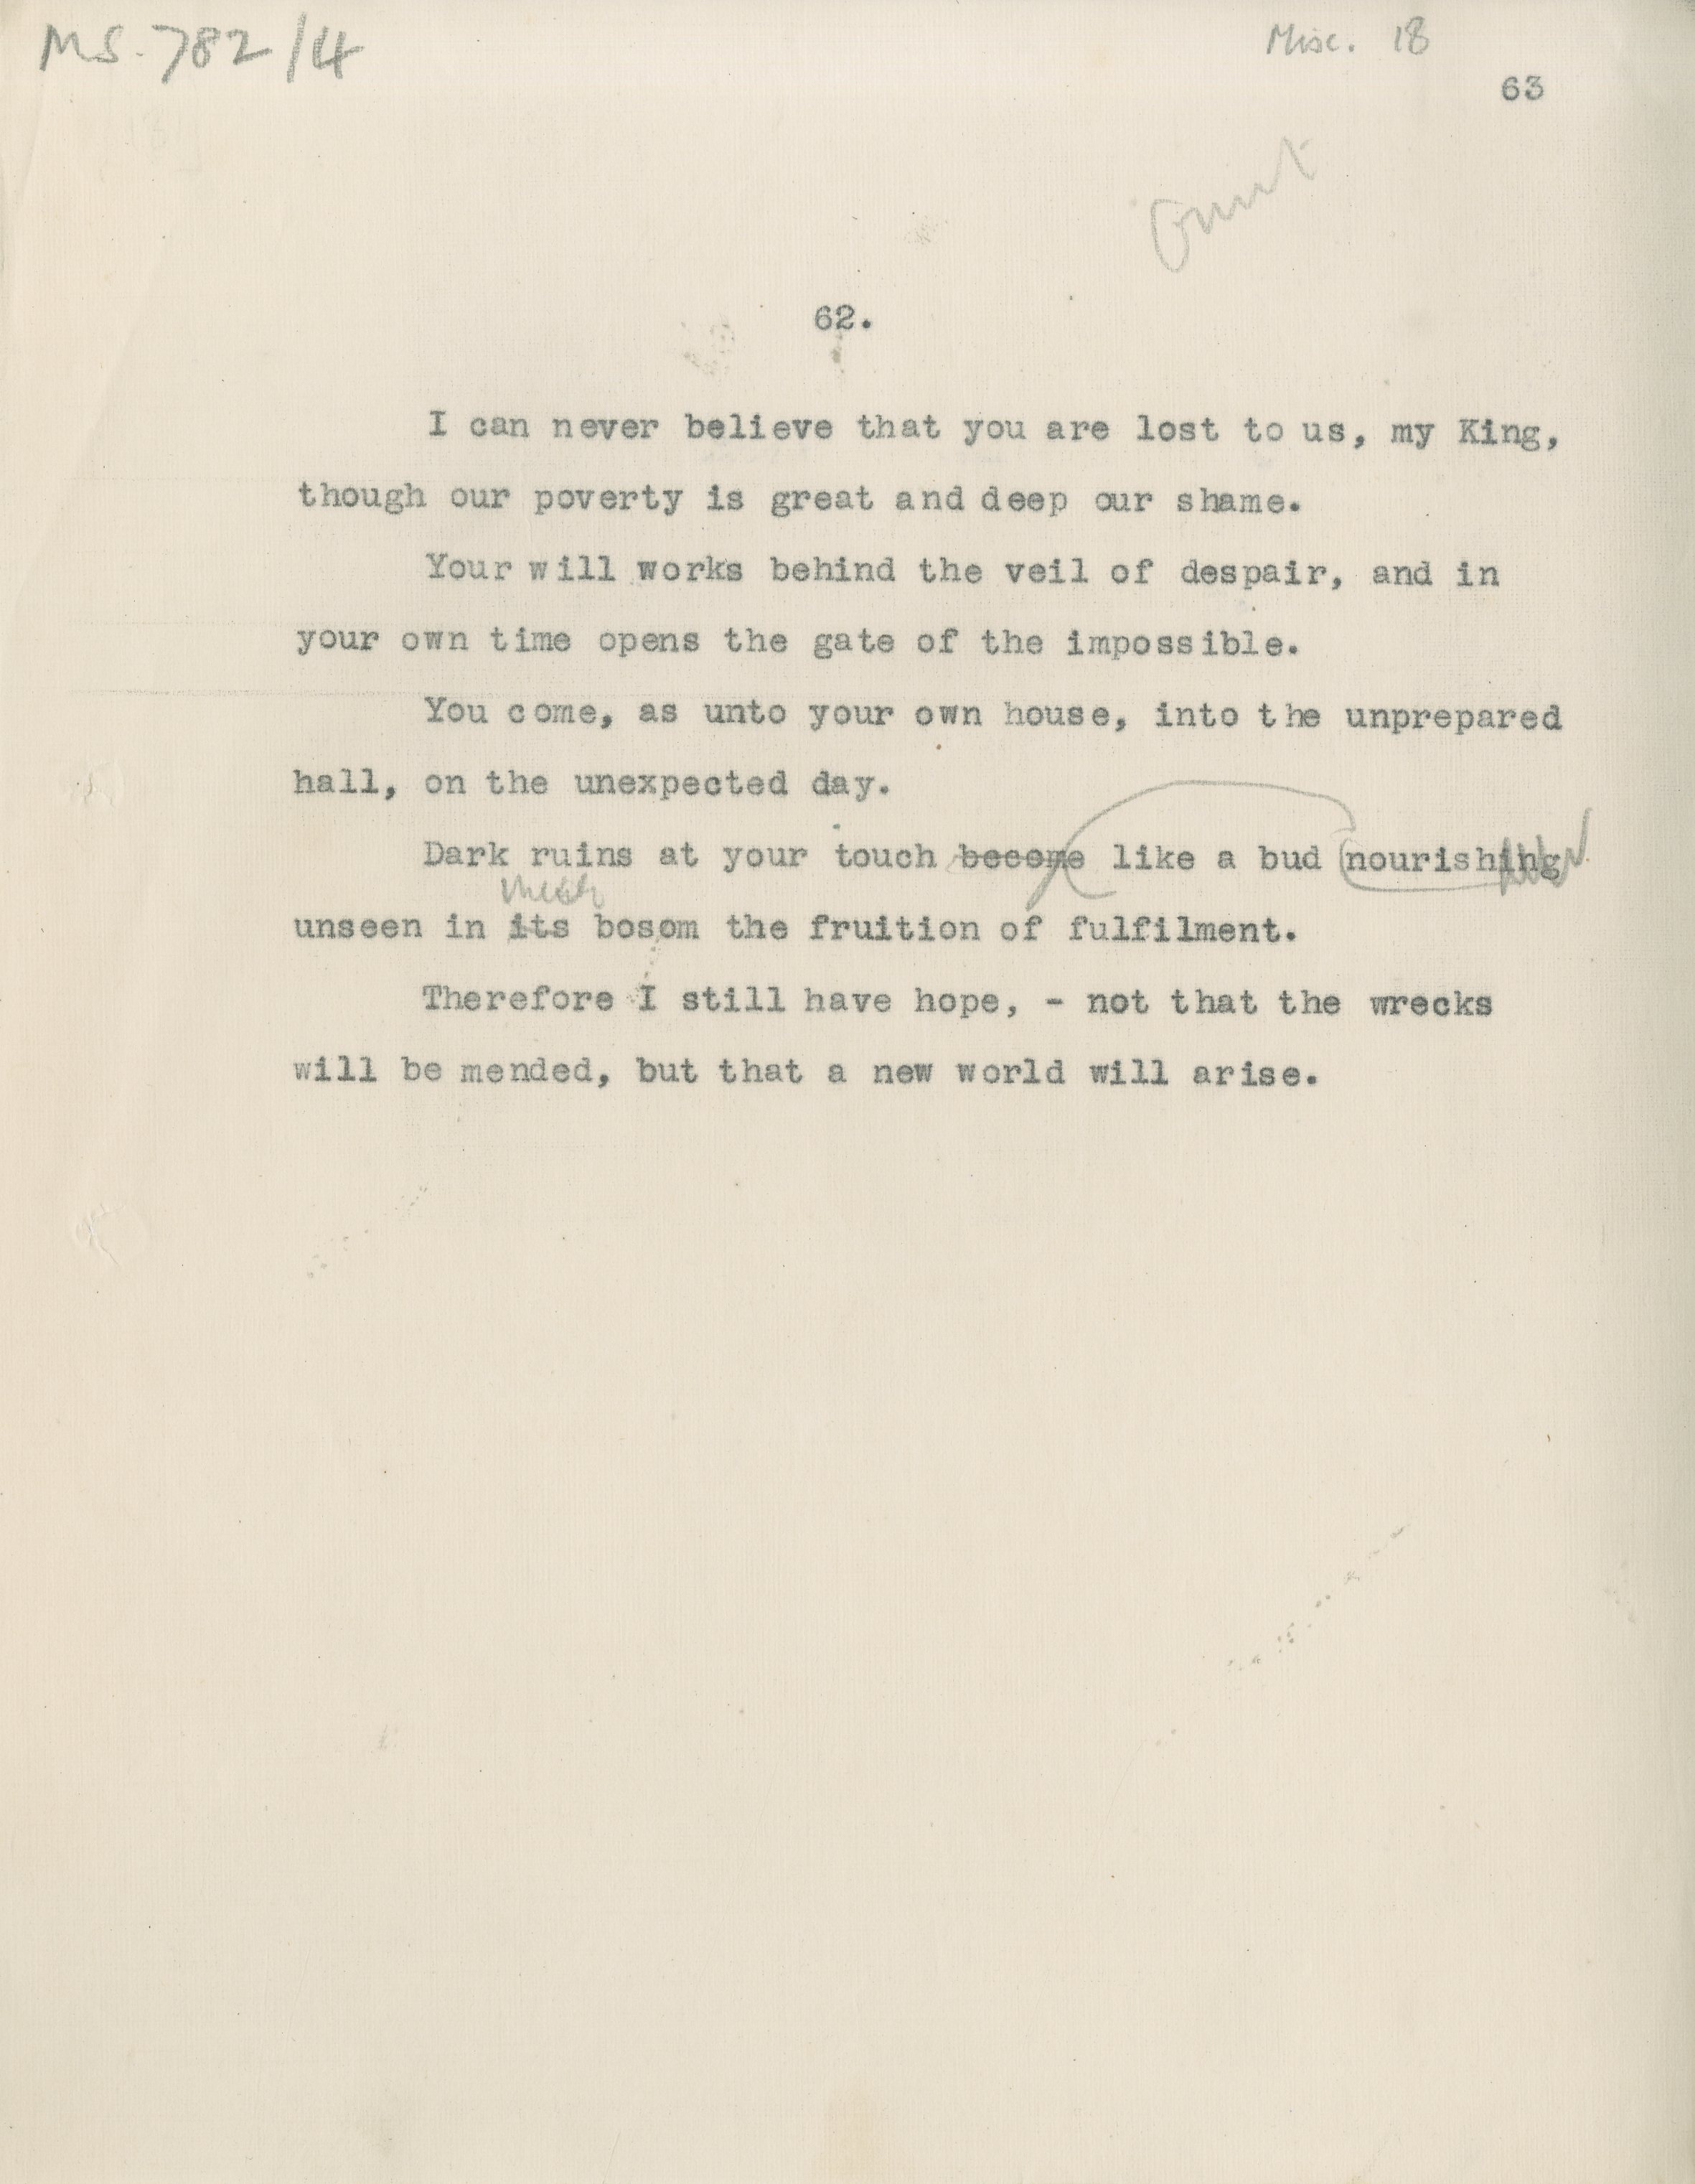 MS. 782/4
Misc. 18
63
Omit
62.
I can never believe that you are lost to us, my King,
though our poverty is great and deep our shame.
Your will works behind the veil of despair, and in
your own time opens the gate of the impossible.
You come, as unto your own house, into the unprepared
hall, on the unexpected day.
Dark ruins at your touch become like a bud nourishing
their
unseen in its bosom the fruition of fulfilment.
Therefore I still have hope, - not that the wrecks
will be mended, but that a new world will arise.